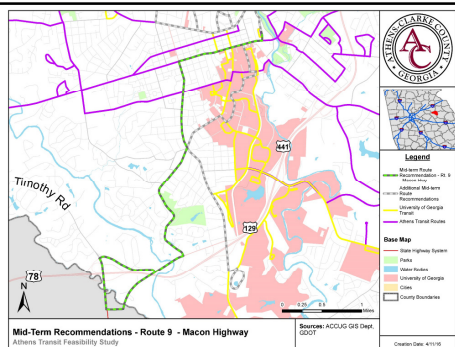 ATHENS-CLARKE COUNTY
GEORGIA
ACC
Legend
Mid-term Route
Recommendation - Rt. 9
Additional Mid-term
Route
Recommendations
University of Georgia
Transit
Athens Transit Routes
Base Map
State Highway System
Parks
Water Bodies
University of Georgia
Cities
County Boundaries
441
129
Timothy Rd
78
N
0 0.25 0.5 1
Miles
Mid-Term Recommendations - Route 9 - Macon Highway
Athens Transit Feasibility Study
Sources: ACCUG GIS Dept,
GDOT
Creation Date: 4/11/16